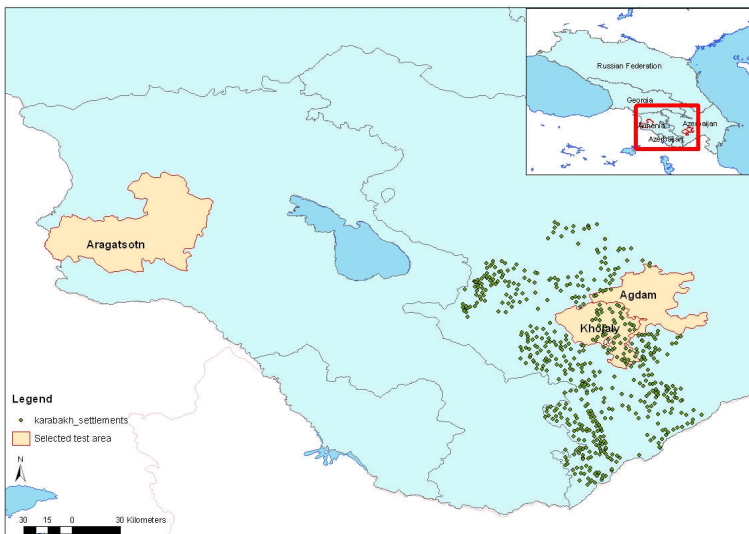 Russian Federation
Georgia
Armenia
Azerbaijan
Azerbaijan
Aragatsotn
Agdam
Khojaly
Legend
karabakh_settlements
Selected test area
N
30 15 0 30 Kilometers